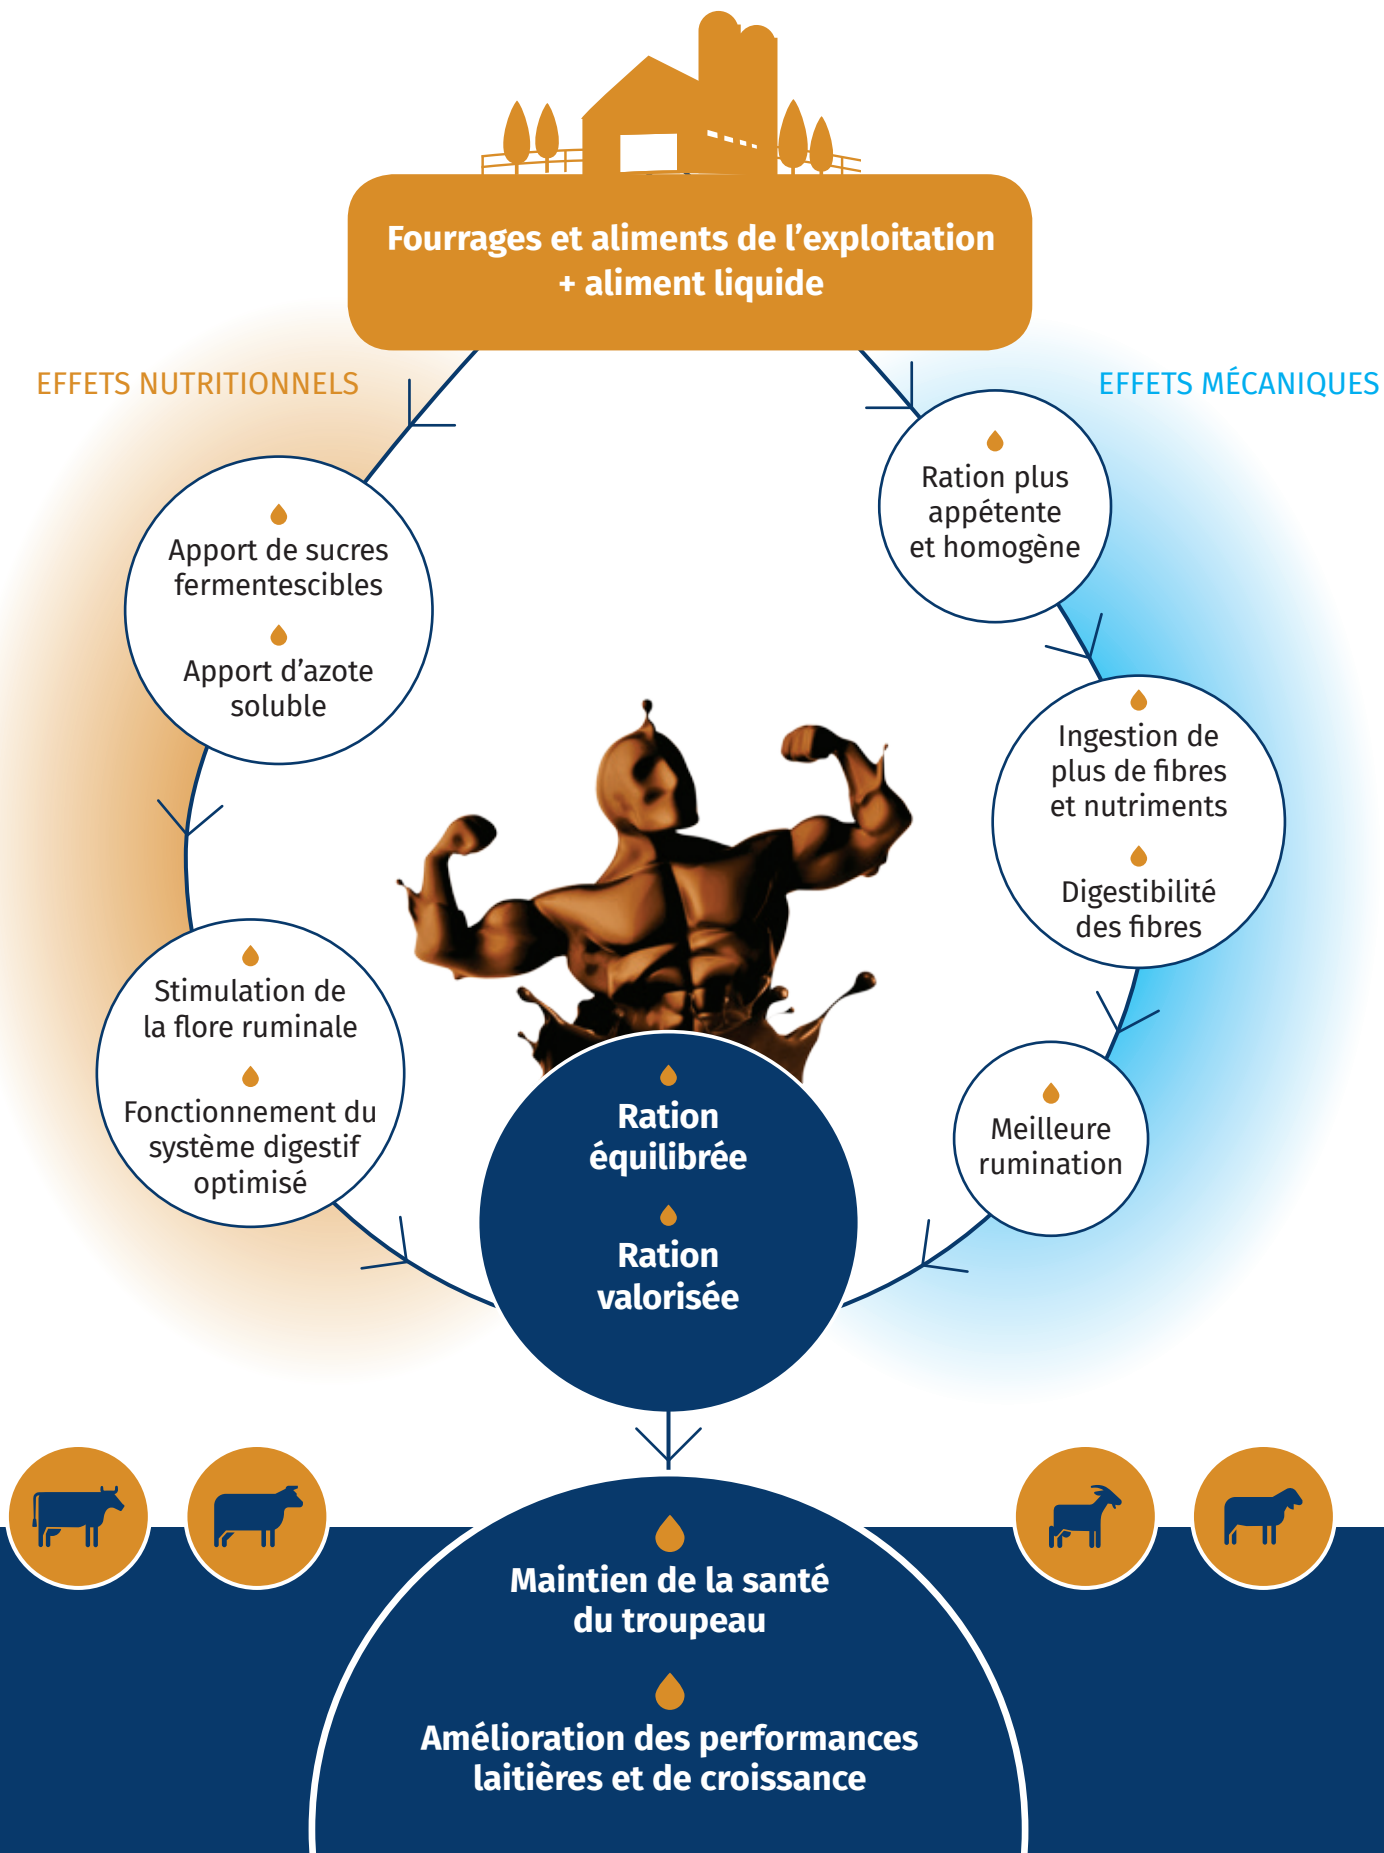 Fourrages et aliments de l’exploitation
+ aliment liquide
EFFETS NUTRITIONNELS
Apport de sucres
fermentescibles
Apport d’azote
soluble
Stimulation de
la flore ruminale
Fonctionnement du
système digestif
optimisé
EFFETS MÉCANIQUES
Ration plus
appétente
et homogène
Ingestion de
plus de fibres
et nutriments
Digestibilité
des fibres
Meilleure
rumination
Ration
équilibrée
Ration
valorisée
Maintien de la santé
du troupeau
Amélioration des performances
laitières et de croissance